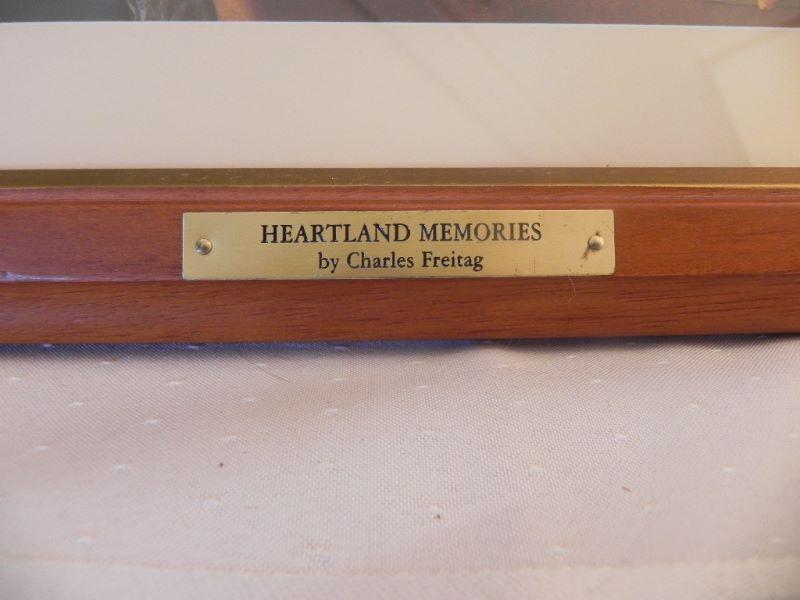 HEARTLAND MEMORIES
by Charles Freitag